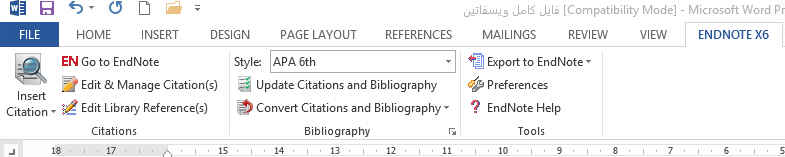 فایل کامل ویسفاتین [Compatibility Mode] - Microsoft Word Pr
FILE HOME INSERT DESIGN PAGE LAYOUT REFERENCES MAILINGS REVIEW VIEW ENDNOTE X6
Insert Citation
EN Go to EndNote
Edit & Manage Citation(s)
Edit Library Reference(s)
Citations
Style: APA 6th
Update Citations and Bibliography
Convert Citations and Bibliography
Bibliography
Export to EndNote
Preferences
EndNote Help
Tools
18 17 15 14 13 12 11 10 9 8 7 6 5